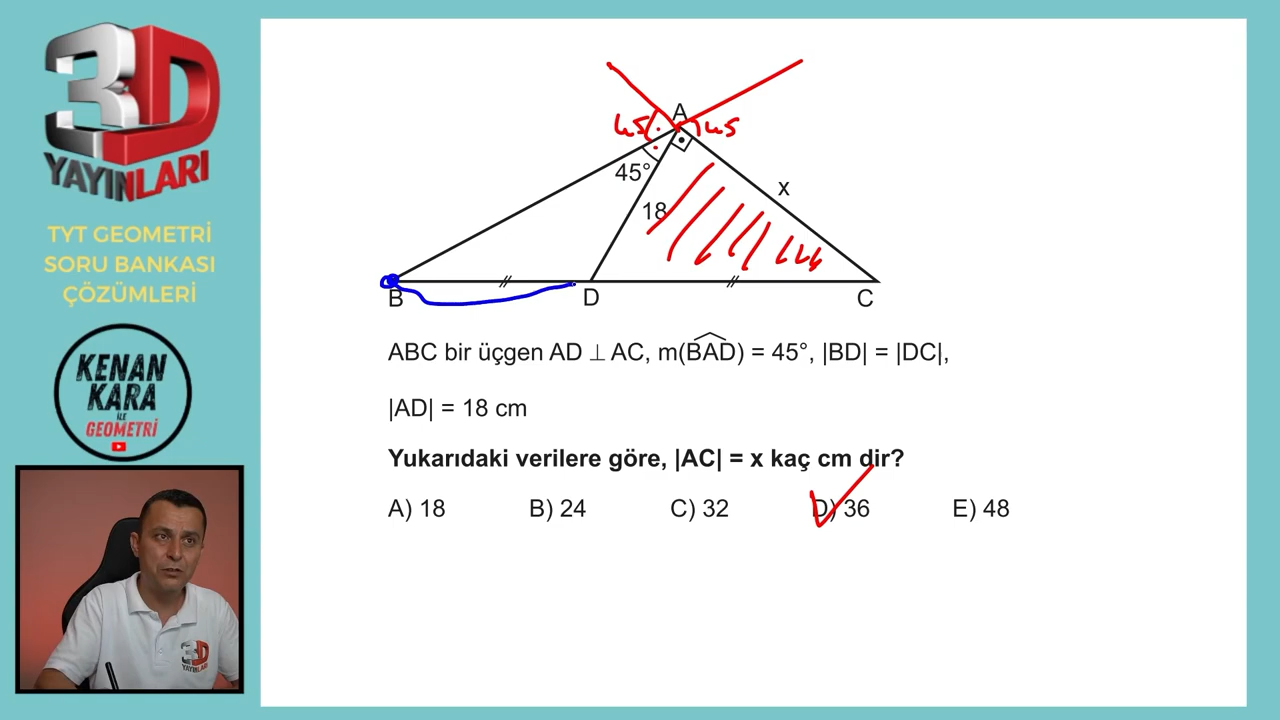 3D
YAYINLARI
TYT GEOMETRİ
SORU BANKASI
ÇÖZÜMLERİ
KENAN
KARA
İLE
GEOMETRİ
3D
YAYINLARI
A
45
45
45°
x
18
B
D
C
ABC bir üçgen AD ⊥ AC, m(BAD) = 45°, |BD| = |DC|,
|AD| = 18 cm
Yukarıdaki verilere göre, |AC| = x kaç cm dir?
A) 18 B) 24 C) 32 D) 36 E) 48